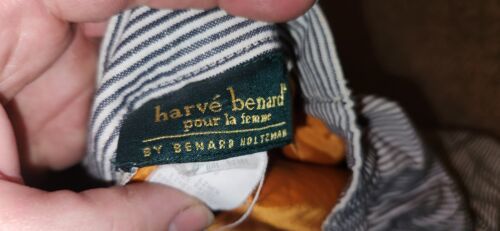 harvé benard®
pour la femme
BY BENARD HOLTZMAN